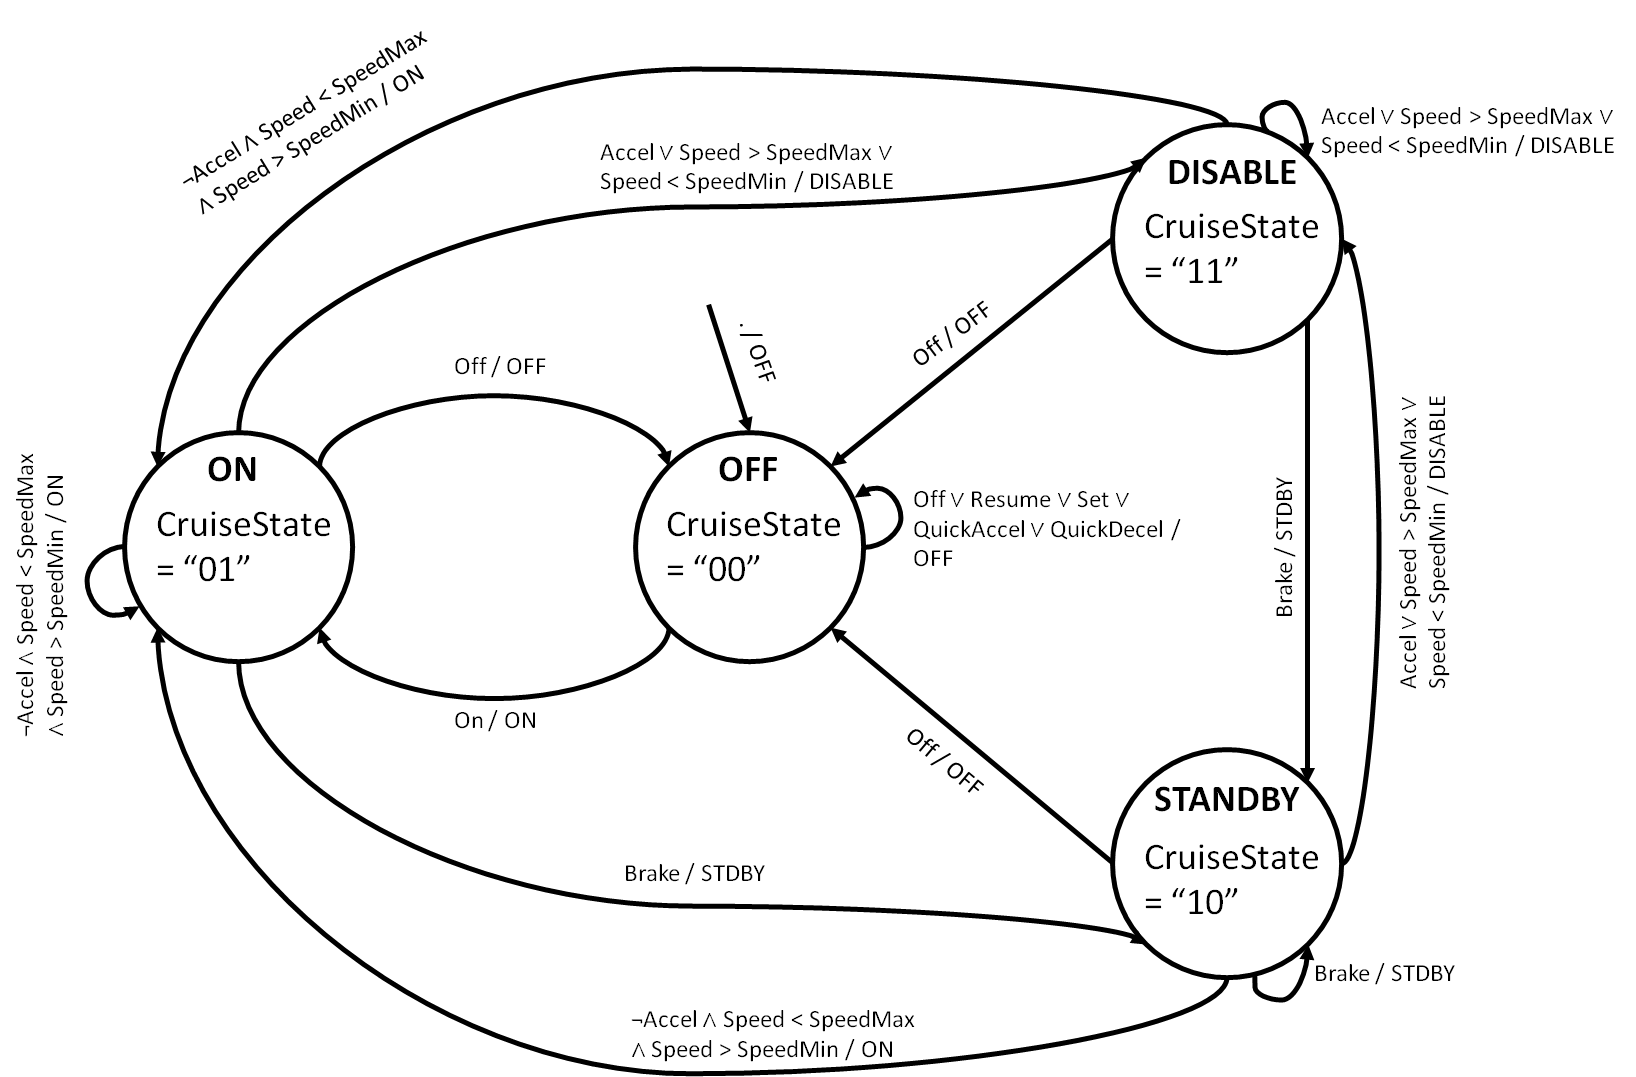 ¬Accel ∧ Speed < SpeedMax
∧ Speed > SpeedMin / ON
Accel ∨ Speed > SpeedMax ∨
Speed < SpeedMin / DISABLE
Accel ∨ Speed > SpeedMax ∨
Speed < SpeedMin / DISABLE
DISABLE
CruiseState
= “11”
Off / OFF
. / OFF
Off / OFF
ON
CruiseState
= “01”
OFF
CruiseState
= “00”
Off ∨ Resume ∨ Set ∨
QuickAccel ∨ QuickDecel /
OFF
¬Accel ∧ Speed < SpeedMax
∧ Speed > SpeedMin / ON
Brake / STDBY
Accel ∨ Speed > SpeedMax ∨
Speed < SpeedMin / DISABLE
On / ON
Off / OFF
STANDBY
CruiseState
= “10”
Brake / STDBY
Brake / STDBY
¬Accel ∧ Speed < SpeedMax
∧ Speed > SpeedMin / ON